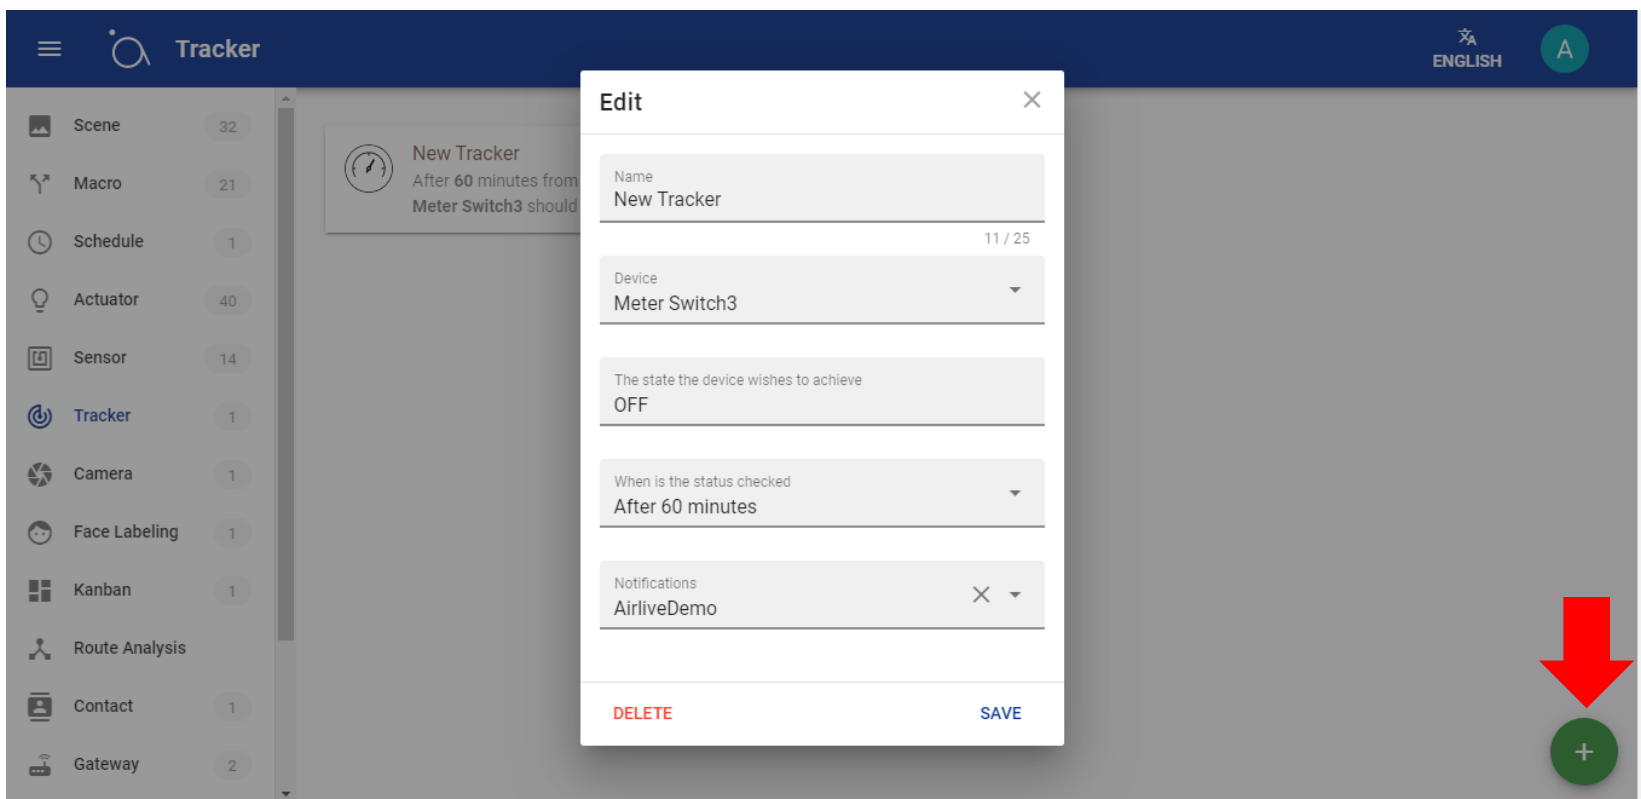 Tracker
ENGLISH
A
Scene 32
Macro 21
Schedule 1
Actuator 40
Sensor 14
Tracker 1
Camera 1
Face Labeling 1
Kanban 1
Route Analysis
Contact 1
Gateway 2
New Tracker
After 60 minutes from
Meter Switch3 should
Edit
Name
New Tracker
11 / 25
Device
Meter Switch3
The state the device wishes to achieve
OFF
When is the status checked
After 60 minutes
Notifications
AirliveDemo
DELETE SAVE